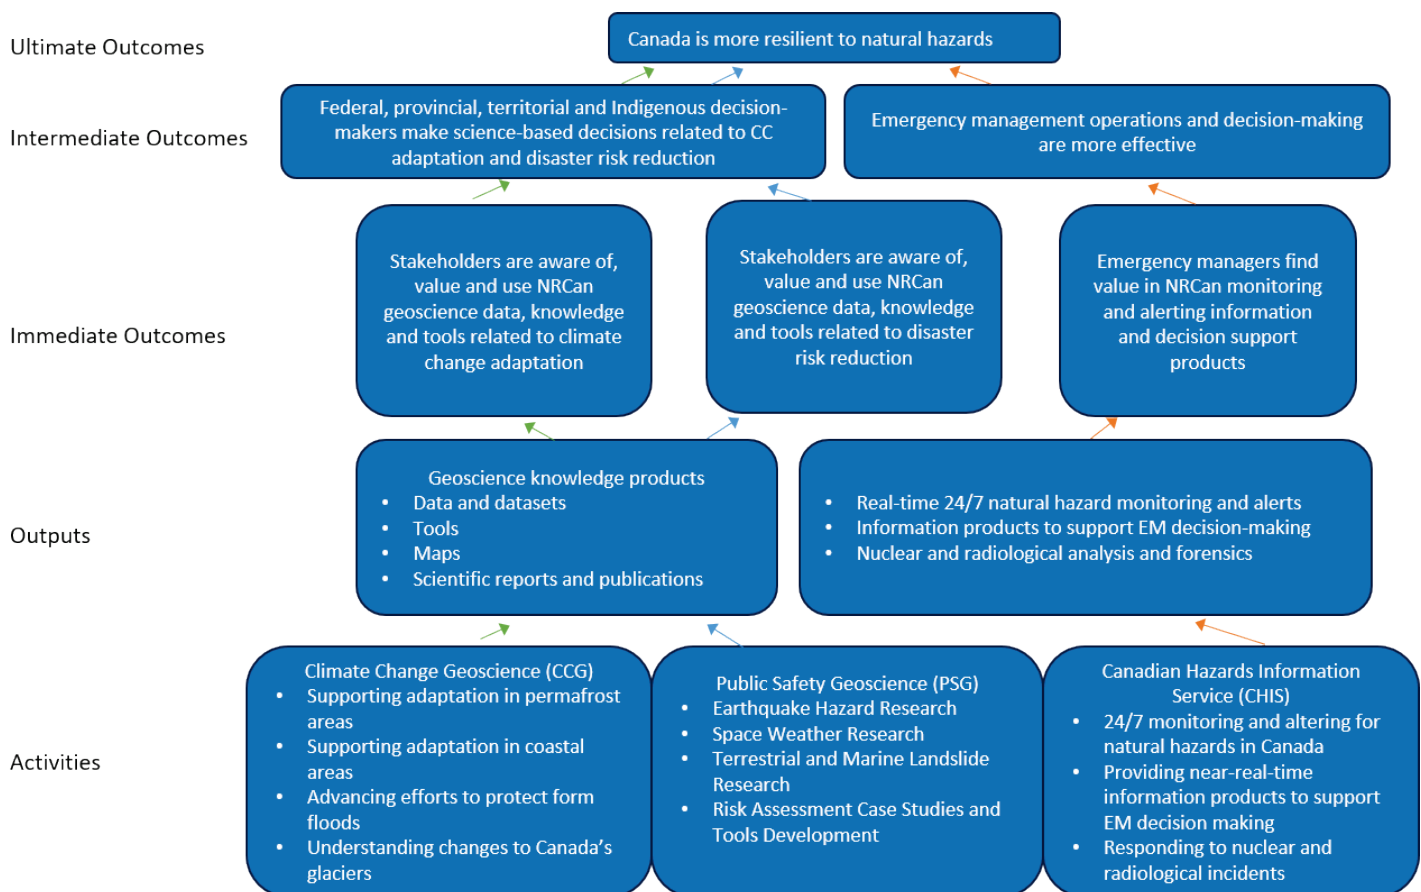 Ultimate Outcomes
Canada is more resilient to natural hazards
Intermediate Outcomes
Federal, provincial, territorial and Indigenous decision-
makers make science-based decisions related to CC
adaptation and disaster risk reduction
Emergency management operations and decision-making
are more effective
Immediate Outcomes
Stakeholders are aware of,
value and use NRCan
geoscience data, knowledge
and tools related to climate
change adaptation
Stakeholders are aware of,
value and use NRCan
geoscience data, knowledge
and tools related to disaster
risk reduction
Emergency managers find
value in NRCan monitoring
and alerting information
and decision support
products
Outputs
Geoscience knowledge products
• Data and datasets
• Tools
• Maps
• Scientific reports and publications
• Real-time 24/7 natural hazard monitoring and alerts
• Information products to support EM decision-making
• Nuclear and radiological analysis and forensics
Activities
Climate Change Geoscience (CCG)
• Supporting adaptation in permafrost
areas
• Supporting adaptation in coastal
areas
• Advancing efforts to protect form
floods
• Understanding changes to Canada's
glaciers
Public Safety Geoscience (PSG)
• Earthquake Hazard Research
• Space Weather Research
• Terrestrial and Marine Landslide
Research
• Risk Assessment Case Studies and
Tools Development
Canadian Hazards Information
Service (CHIS)
• 24/7 monitoring and altering for
natural hazards in Canada
• Providing near-real-time
information products to support
EM decision making
• Responding to nuclear and
radiological incidents